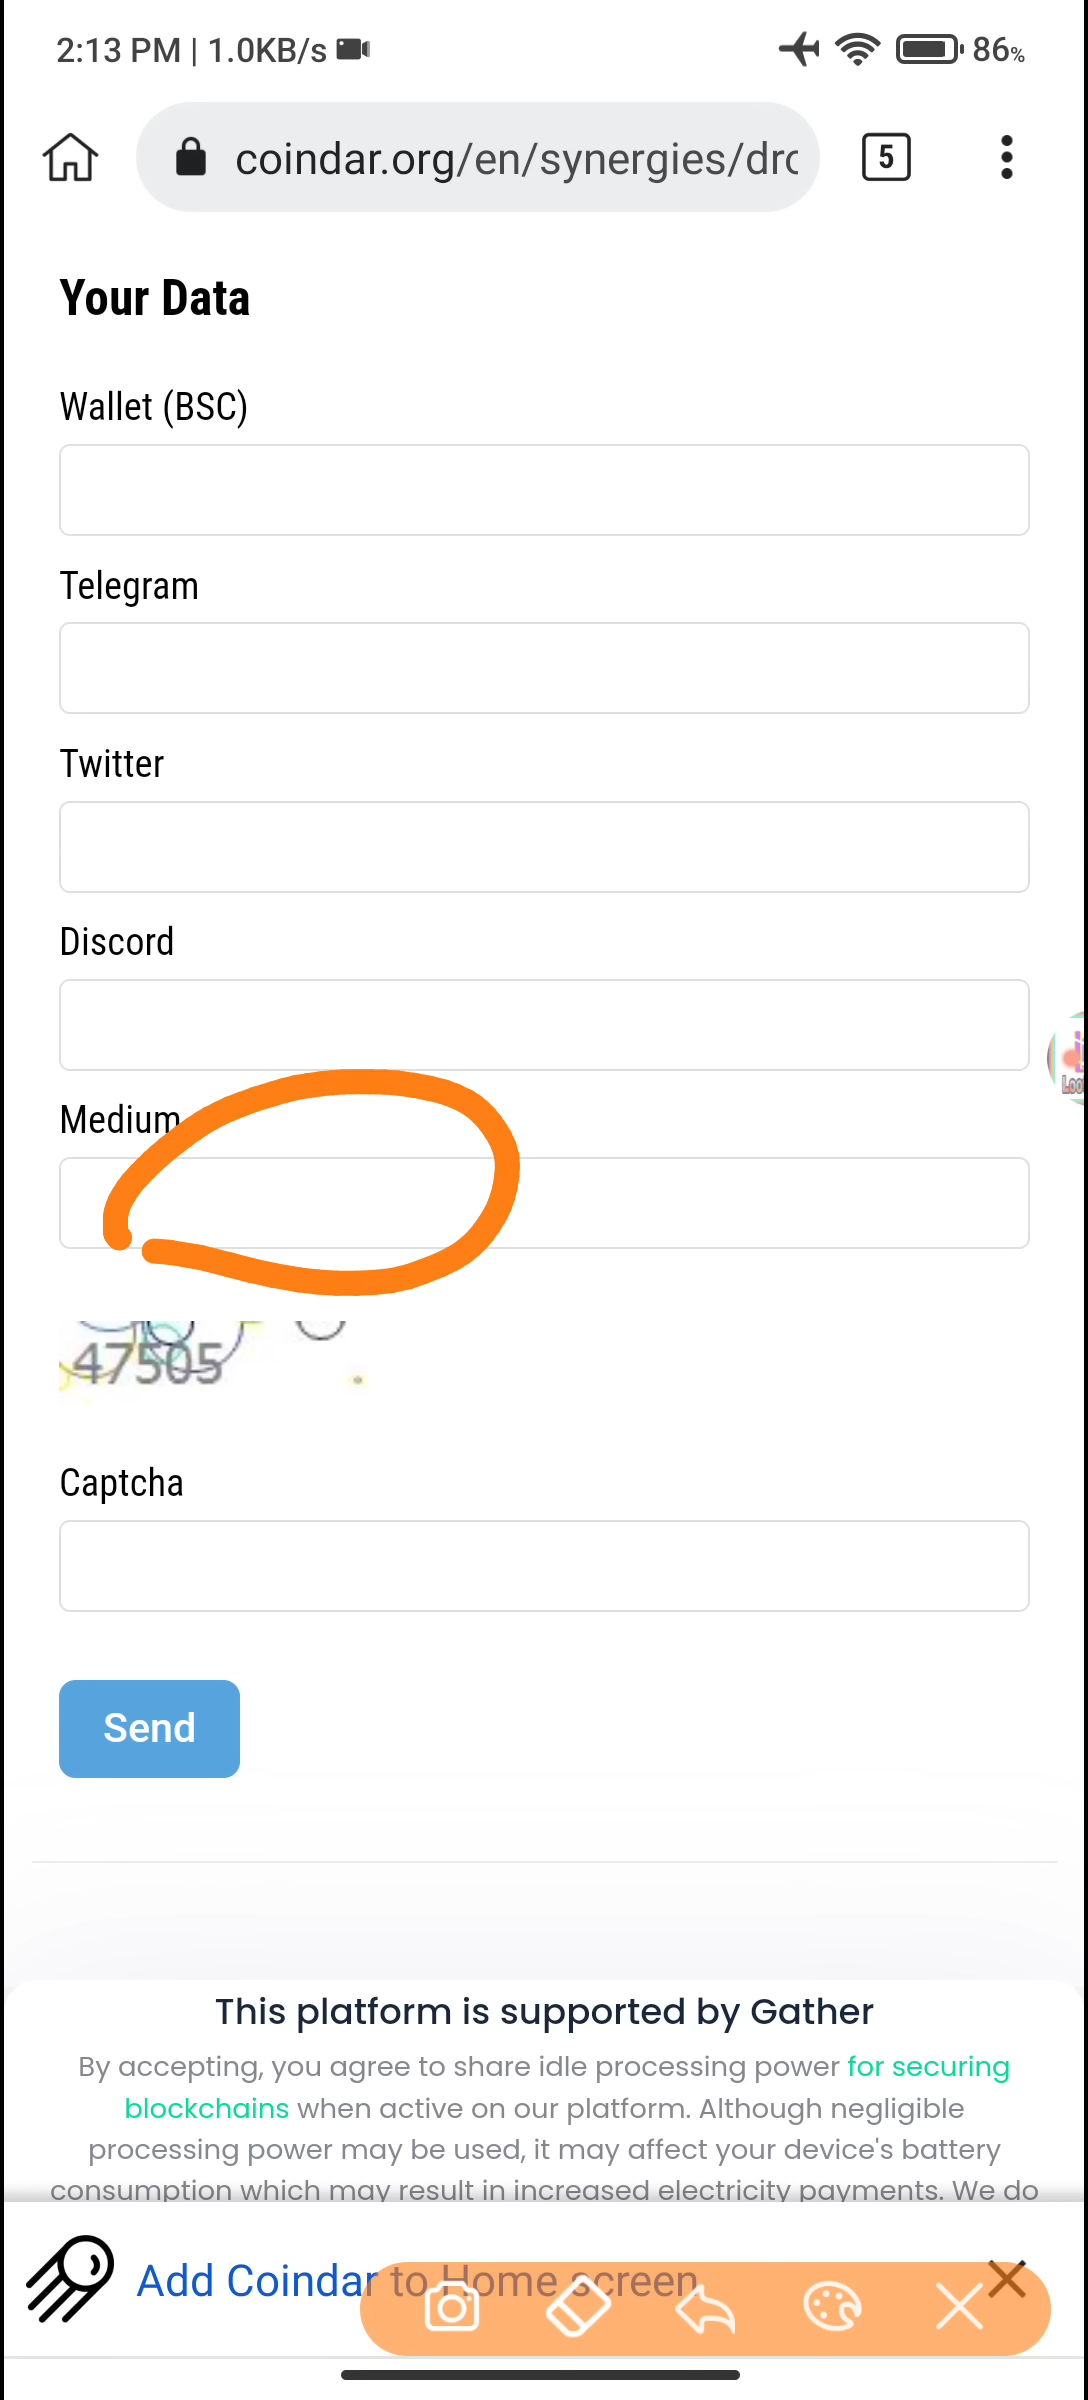 2:13 PM | 1.0KB/s 86%
coindar.org/en/synergies/dro 5
Your Data
Wallet (BSC)
Telegram
Twitter
Discord
Medium
47505
Captcha
Send
This platform is supported by Gather
By accepting, you agree to share idle processing power for securing
blockchains when active on our platform. Although negligible
processing power may be used, it may affect your device's battery
consumption which may result in increased electricity payments. We do
Add Coindar to Home screen